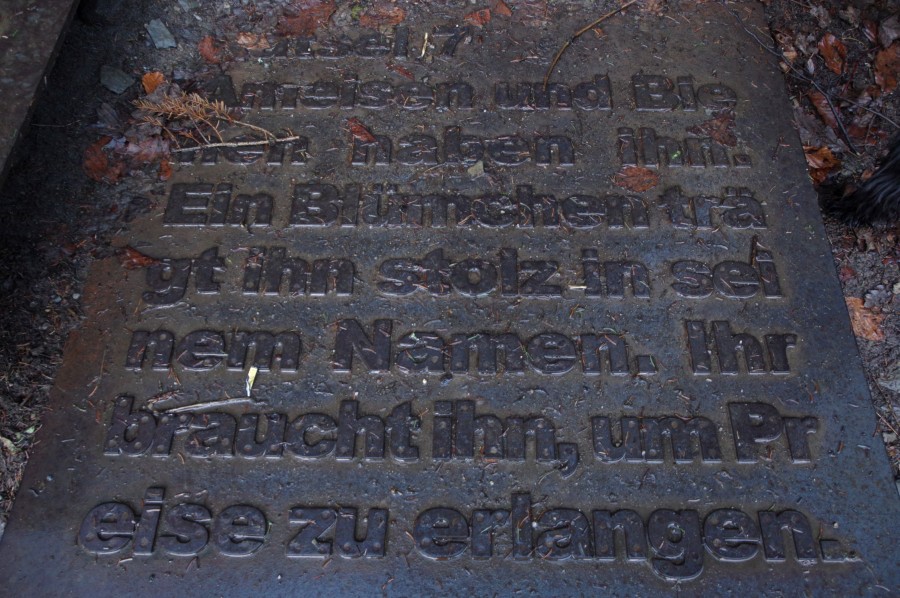 Ameisen und Bie
nen haben ihn.
Ein Blümchen trä
gt ihn stolz in sei
nem Namen. Ihr
braucht ihn, um Pr
eise zu erlangen.